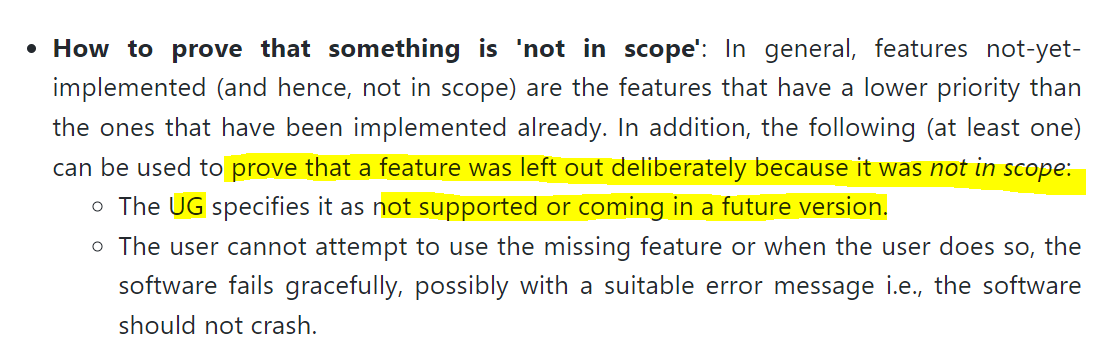 • How to prove that something is 'not in scope': In general, features not-yet-
implemented (and hence, not in scope) are the features that have a lower priority than
the ones that have been implemented already. In addition, the following (at least one)
can be used to prove that a feature was left out deliberately because it was not in scope:
○ The UG specifies it as not supported or coming in a future version.
○ The user cannot attempt to use the missing feature or when the user does so, the
software fails gracefully, possibly with a suitable error message i.e., the software
should not crash.